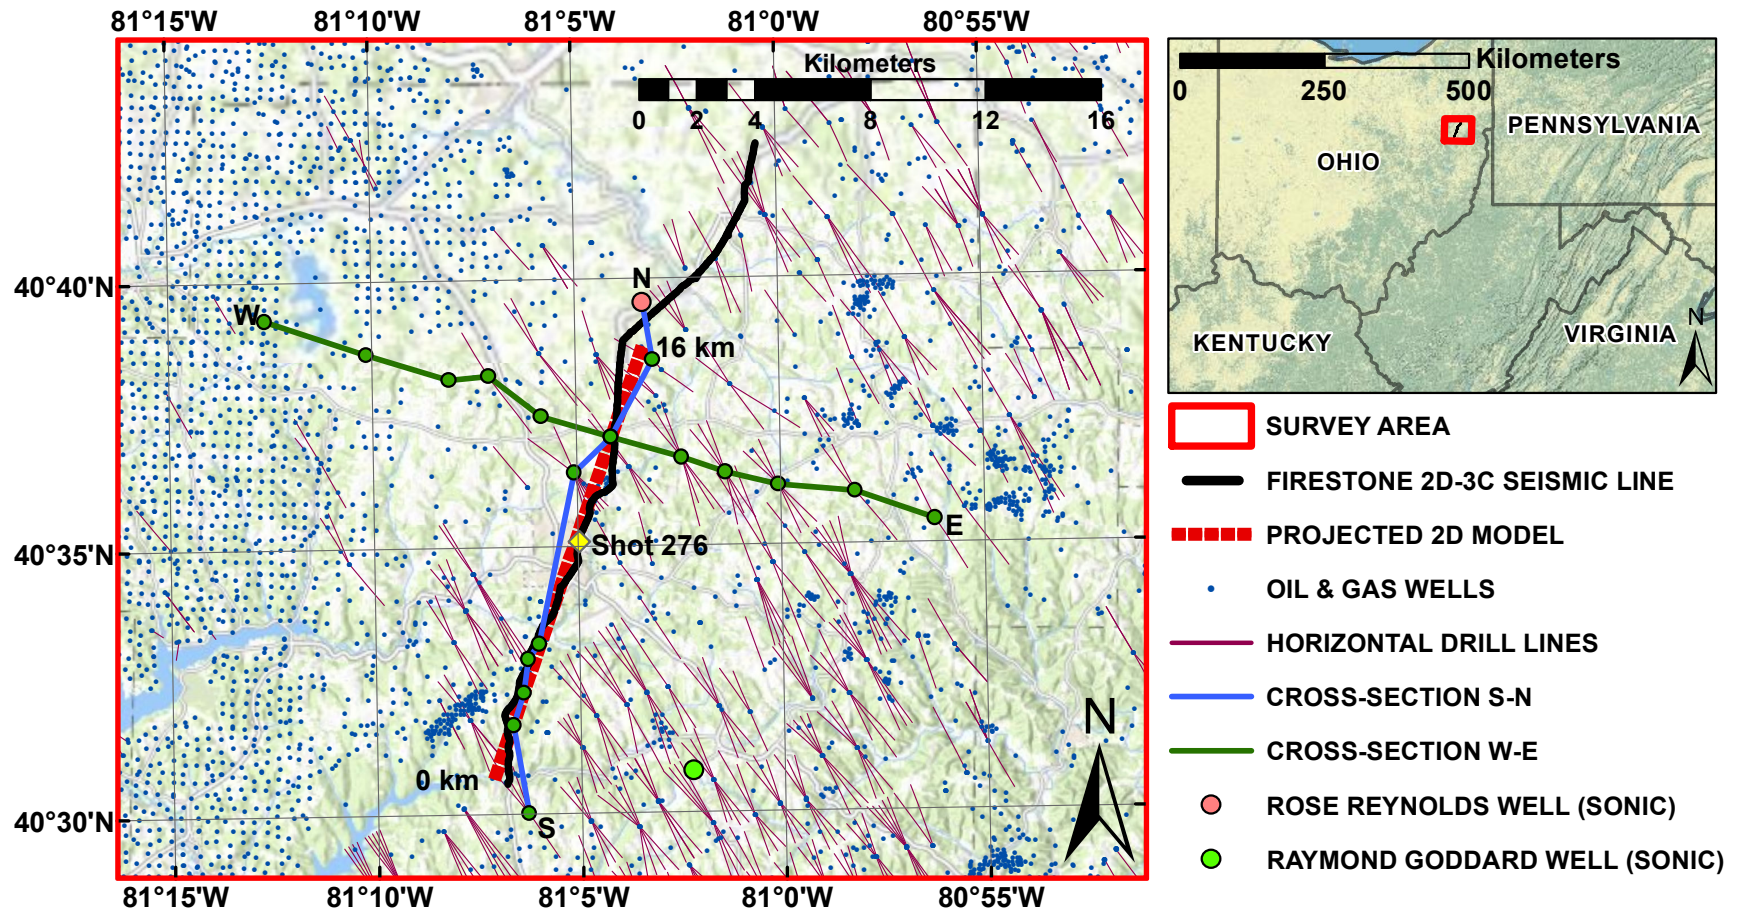 81°15'W 81°10'W 81°5'W 81°0'W 80°55'W
Kilometers
0 2 4 8 12 16
40°40'N
40°35'N
40°30'N
N
W
16 km
E
Shot 276
0 km
S
N
81°15'W 81°10'W 81°5'W 81°0'W 80°55'W
Kilometers
0 250 500
PENNSYLVANIA
OHIO
KENTUCKY
VIRGINIA
N
SURVEY AREA
FIRESTONE 2D-3C SEISMIC LINE
PROJECTED 2D MODEL
OIL & GAS WELLS
HORIZONTAL DRILL LINES
CROSS-SECTION S-N
CROSS-SECTION W-E
ROSE REYNOLDS WELL (SONIC)
RAYMOND GODDARD WELL (SONIC)